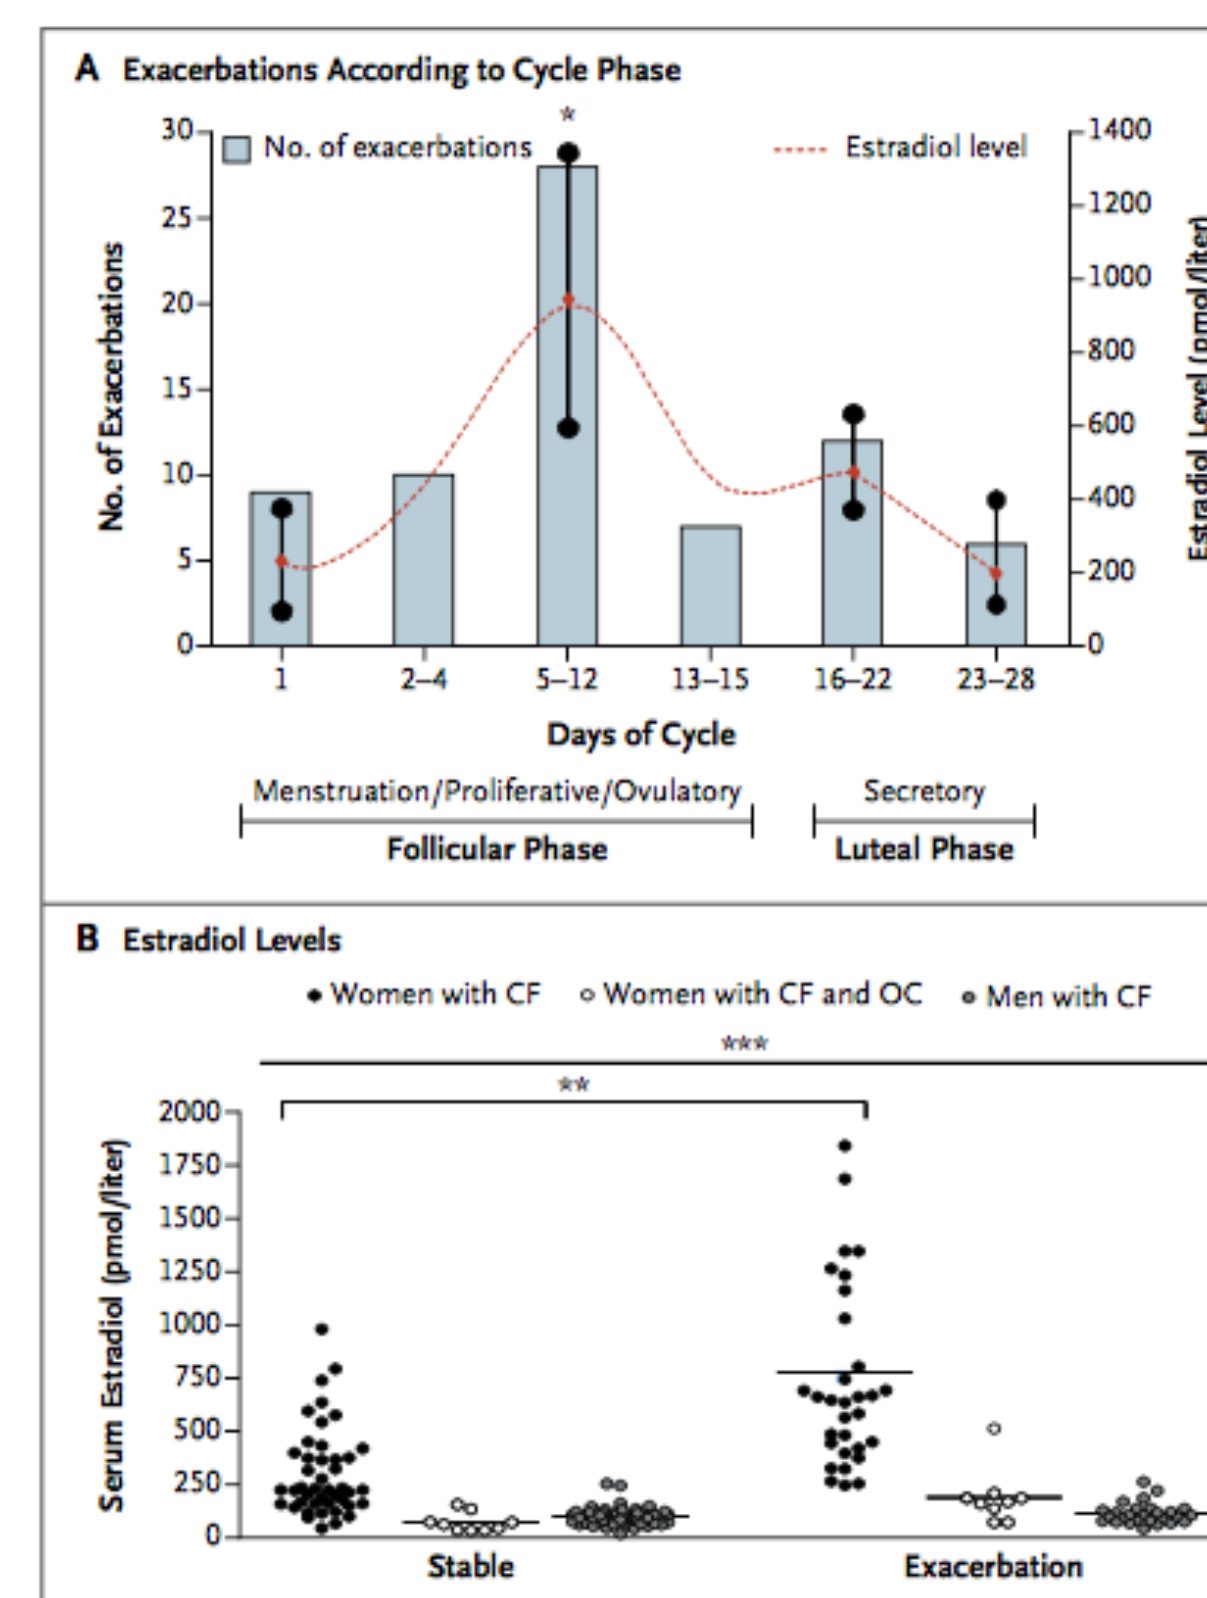 A Exacerbations According to Cycle Phase
*
No. of exacerbations
Estradiol level
30
25
20
15
10
5
0
No. of Exacerbations
1400
1200
1000
800
600
400
200
0
Estradiol Level (pmol/liter)
1 2–4 5–12 13–15 16–22 23–28
Days of Cycle
Menstruation/Proliferative/Ovulatory Secretory
Follicular Phase Luteal Phase
B Estradiol Levels
Women with CF Women with CF and OC Men with CF
***
**
2000
1750
1500
1250
1000
750
500
250
0
Serum Estradiol (pmol/liter)
Stable Exacerbation